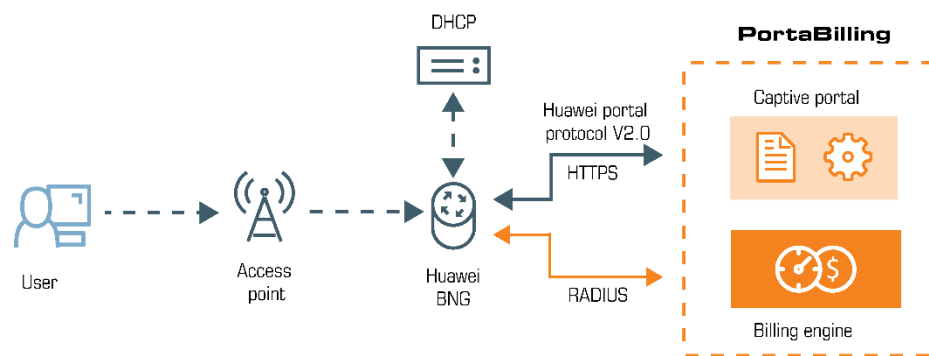 DHCP
PortaBilling
Captive portal
Huawei portal
protocol V2.0
HTTPS
User
Access
point
Huawei
BNG
RADIUS
$
Billing engine